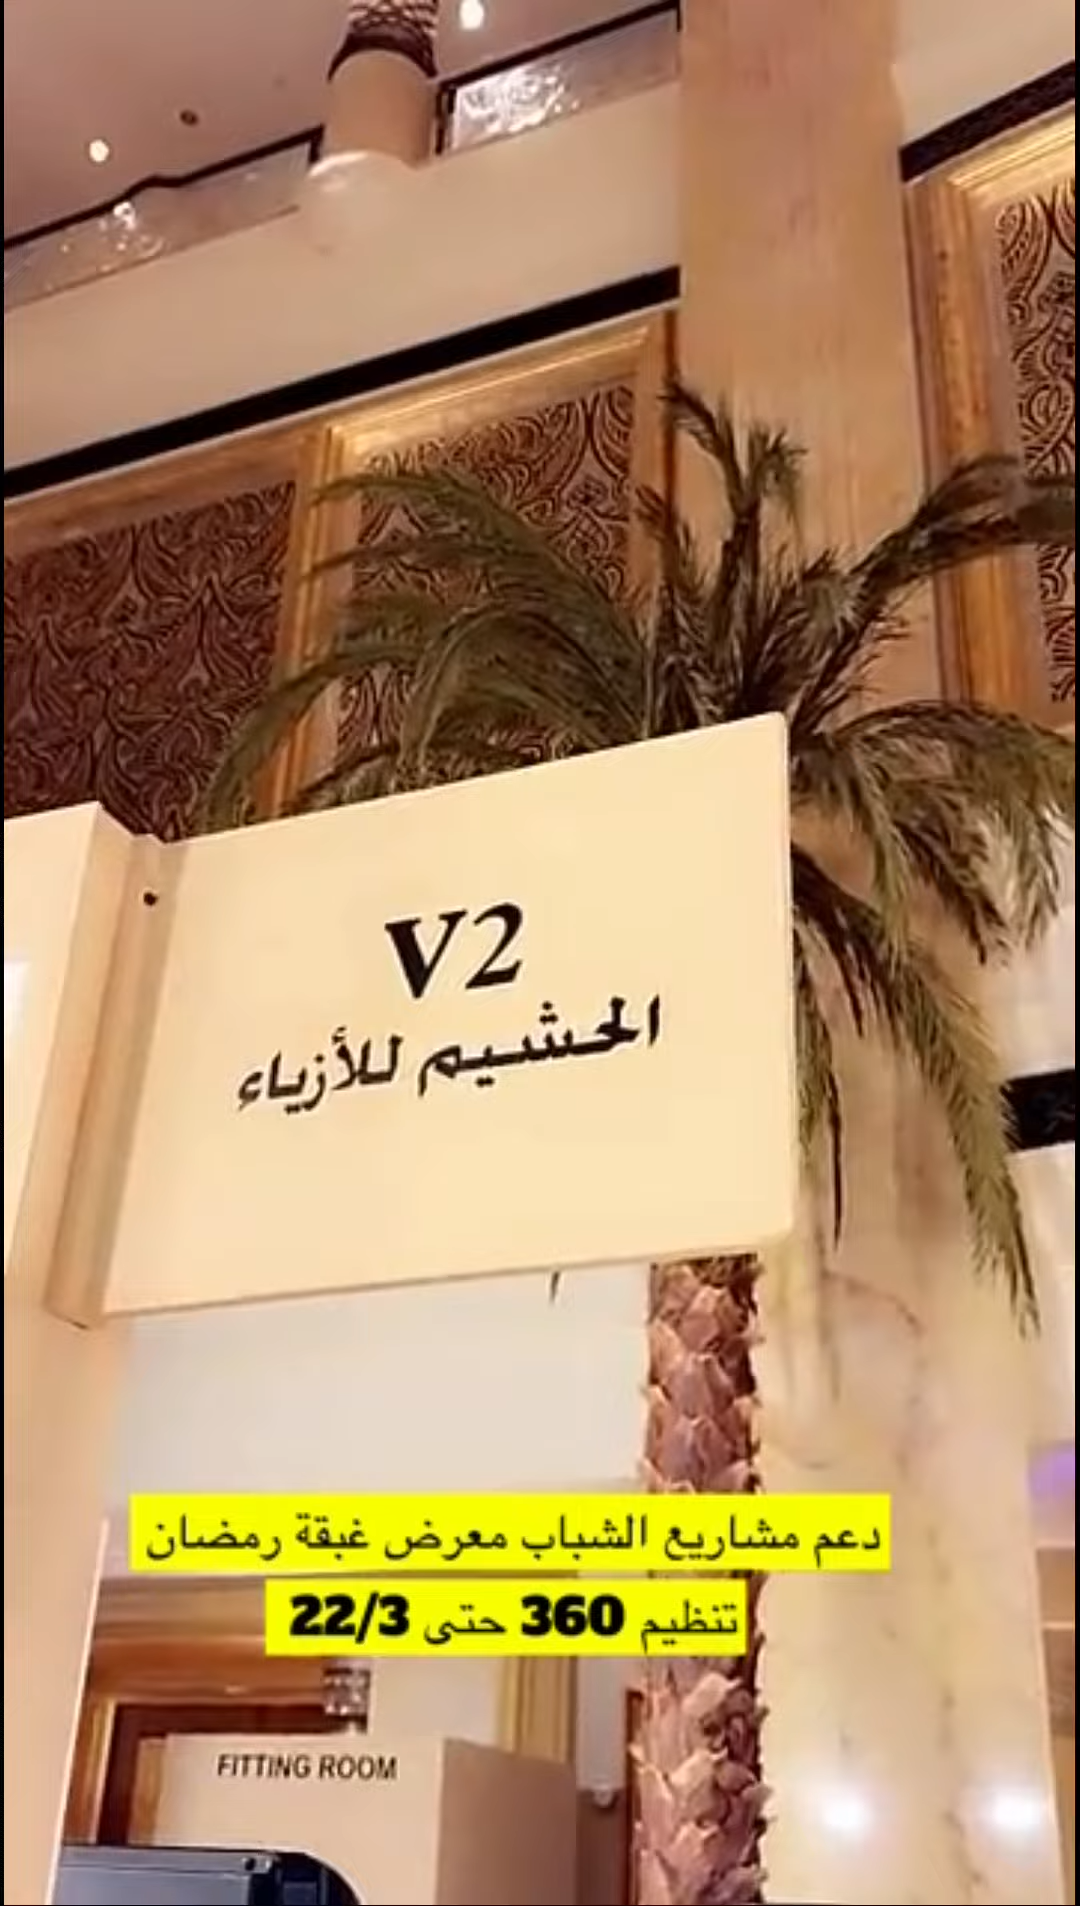 V2
الحشيم للأزياء
دعم مشاريع الشباب معرض غبقة رمضان
تنظيم 360 حتى 22/3
FITTING ROOM